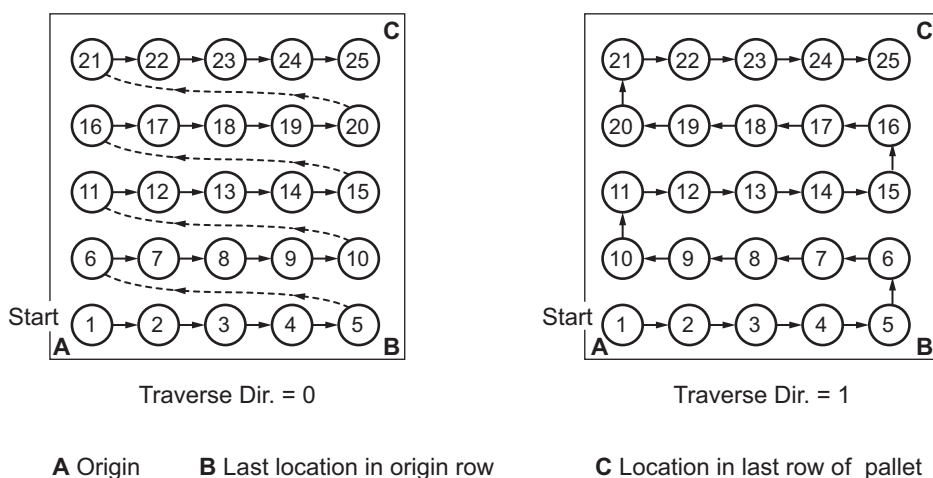 C
21 22 23 24 25
16 17 18 19 20
11 12 13 14 15
6 7 8 9 10
Start
1 2 3 4 5
A B
Traverse Dir. = 0
C
21 22 23 24 25
20 19 18 17 16
11 12 13 14 15
10 9 8 7 6
Start
1 2 3 4 5
A B
Traverse Dir. = 1
A Origin B Last location in origin row C Location in last row of pallet